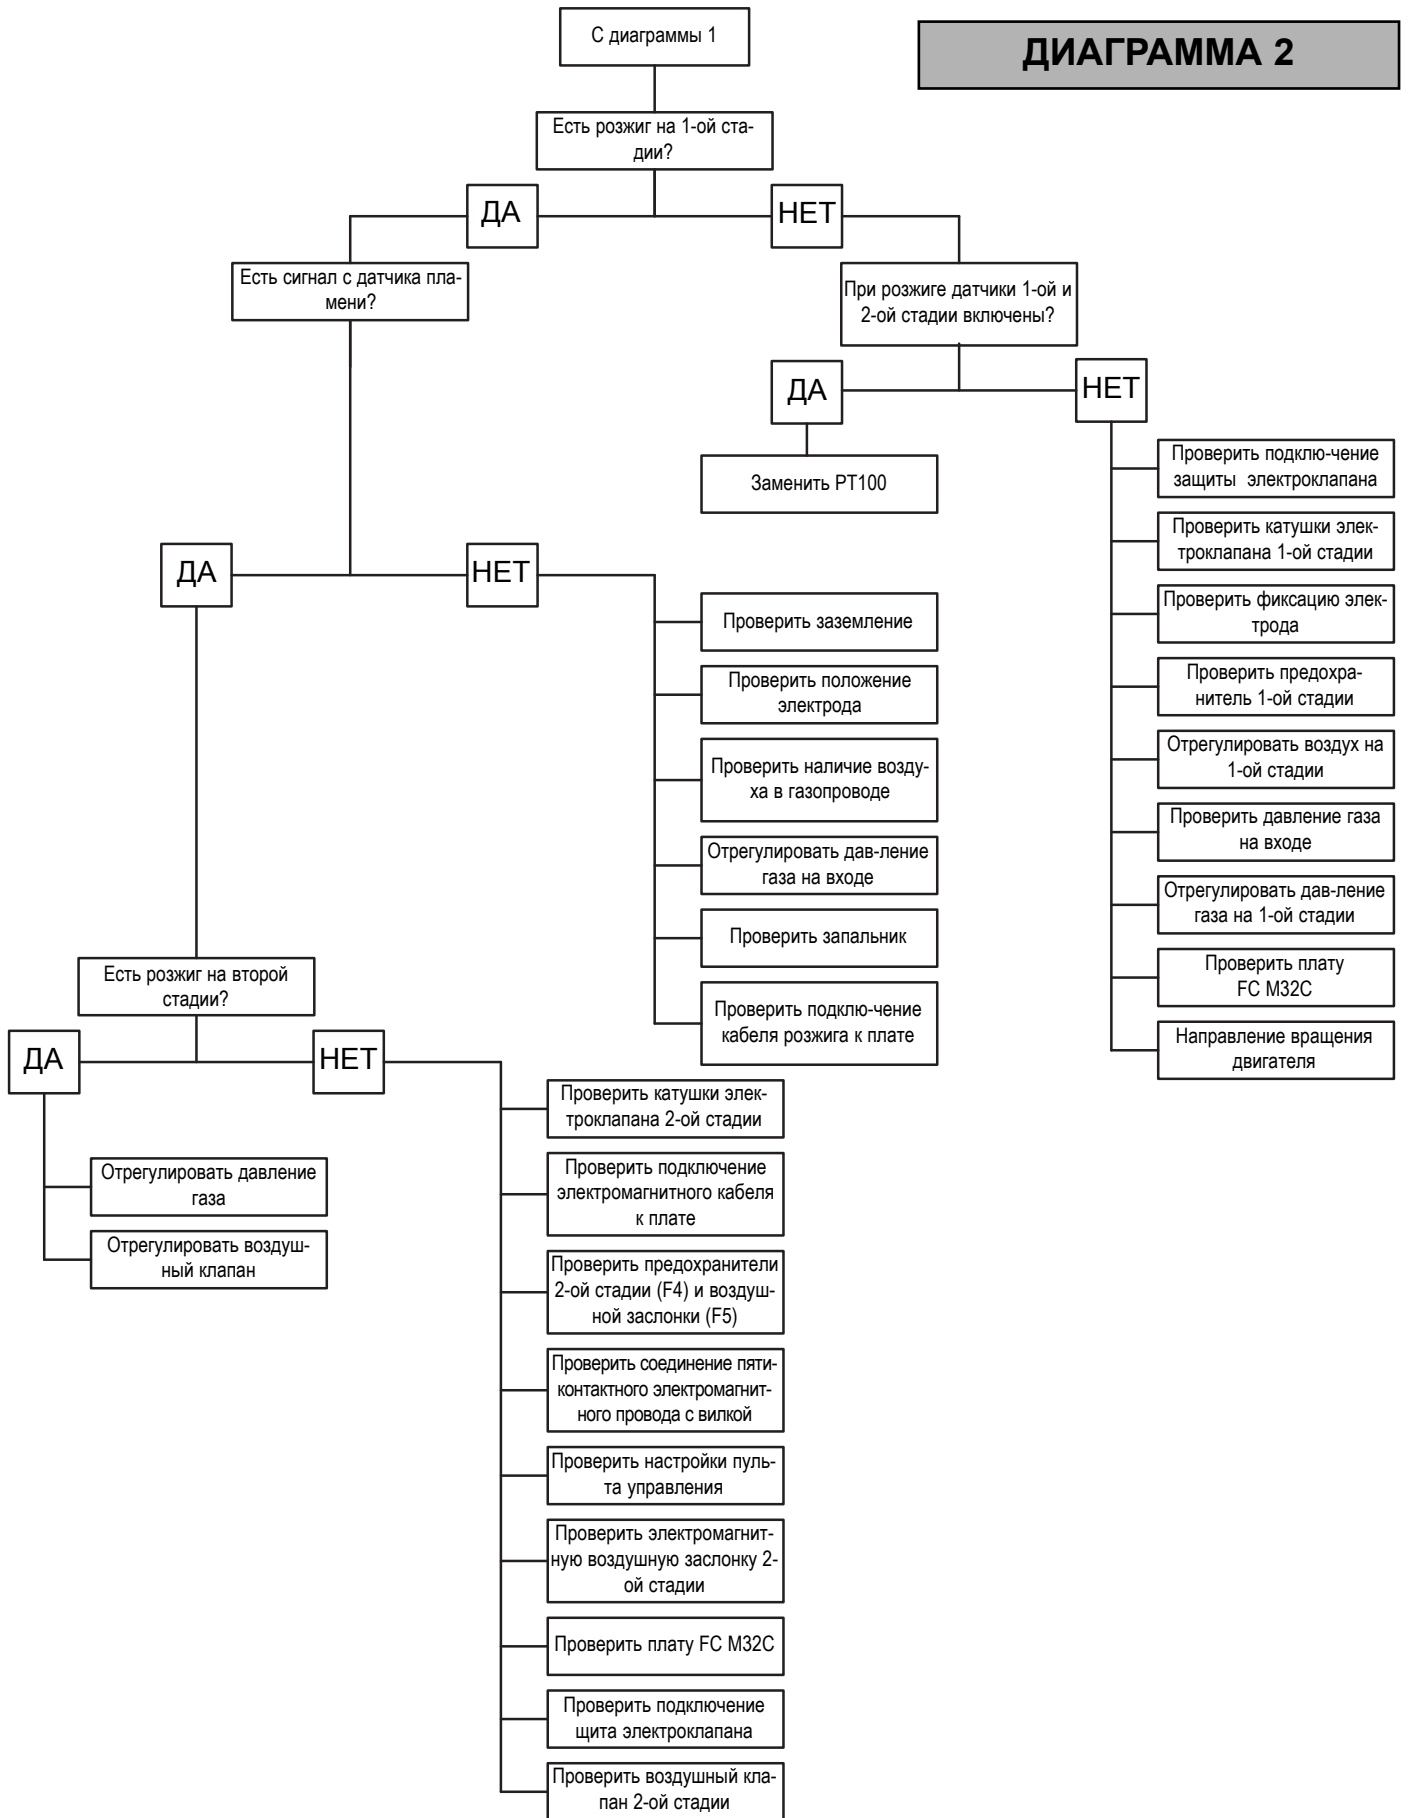 С диаграммы 1
ДИАГРАММА 2
Есть розжиг на 1-ой ста-
дии?
ДА
НЕТ
Есть сигнал с датчика пла-
мени?
При розжиге датчики 1-ой и
2-ой стадии включены?
ДА
НЕТ
Заменить PT100
Проверить подклю-чение
защиты электроклапана
Проверить катушки элек-
троклапана 1-ой стадии
Проверить фиксацию элек-
трода
Проверить предохра-
нитель 1-ой стадии
Отрегулировать воздух на
1-ой стадии
Проверить давление газа
на входе
Отрегулировать дав-ление
газа на 1-ой стадии
Проверить плату
FC M32C
Направление вращения
двигателя
ДА
НЕТ
Проверить заземление
Проверить положение
электрода
Проверить наличие возду-
ха в газопроводе
Отрегулировать дав-ление
газа на входе
Проверить запальник
Проверить подклю-чение
кабеля розжига к плате
Есть розжиг на второй
стадии?
ДА
НЕТ
Отрегулировать давление
газа
Отрегулировать воздуш-
ный клапан
Проверить катушки элек-
троклапана 2-ой стадии
Проверить подключение
электромагнитного кабеля
к плате
Проверить предохранители
2-ой стадии (F4) и воздуш-
ной заслонки (F5)
Проверить соединение пяти-
контактного электромагнит-
ного провода с вилкой
Проверить настройки пуль-
та управления
Проверить электромагнит-
ную воздушную заслонку 2-
ой стадии
Проверить плату FC M32C
Проверить подключение
щита электроклапана
Проверить воздушный кла-
пан 2-ой стадии